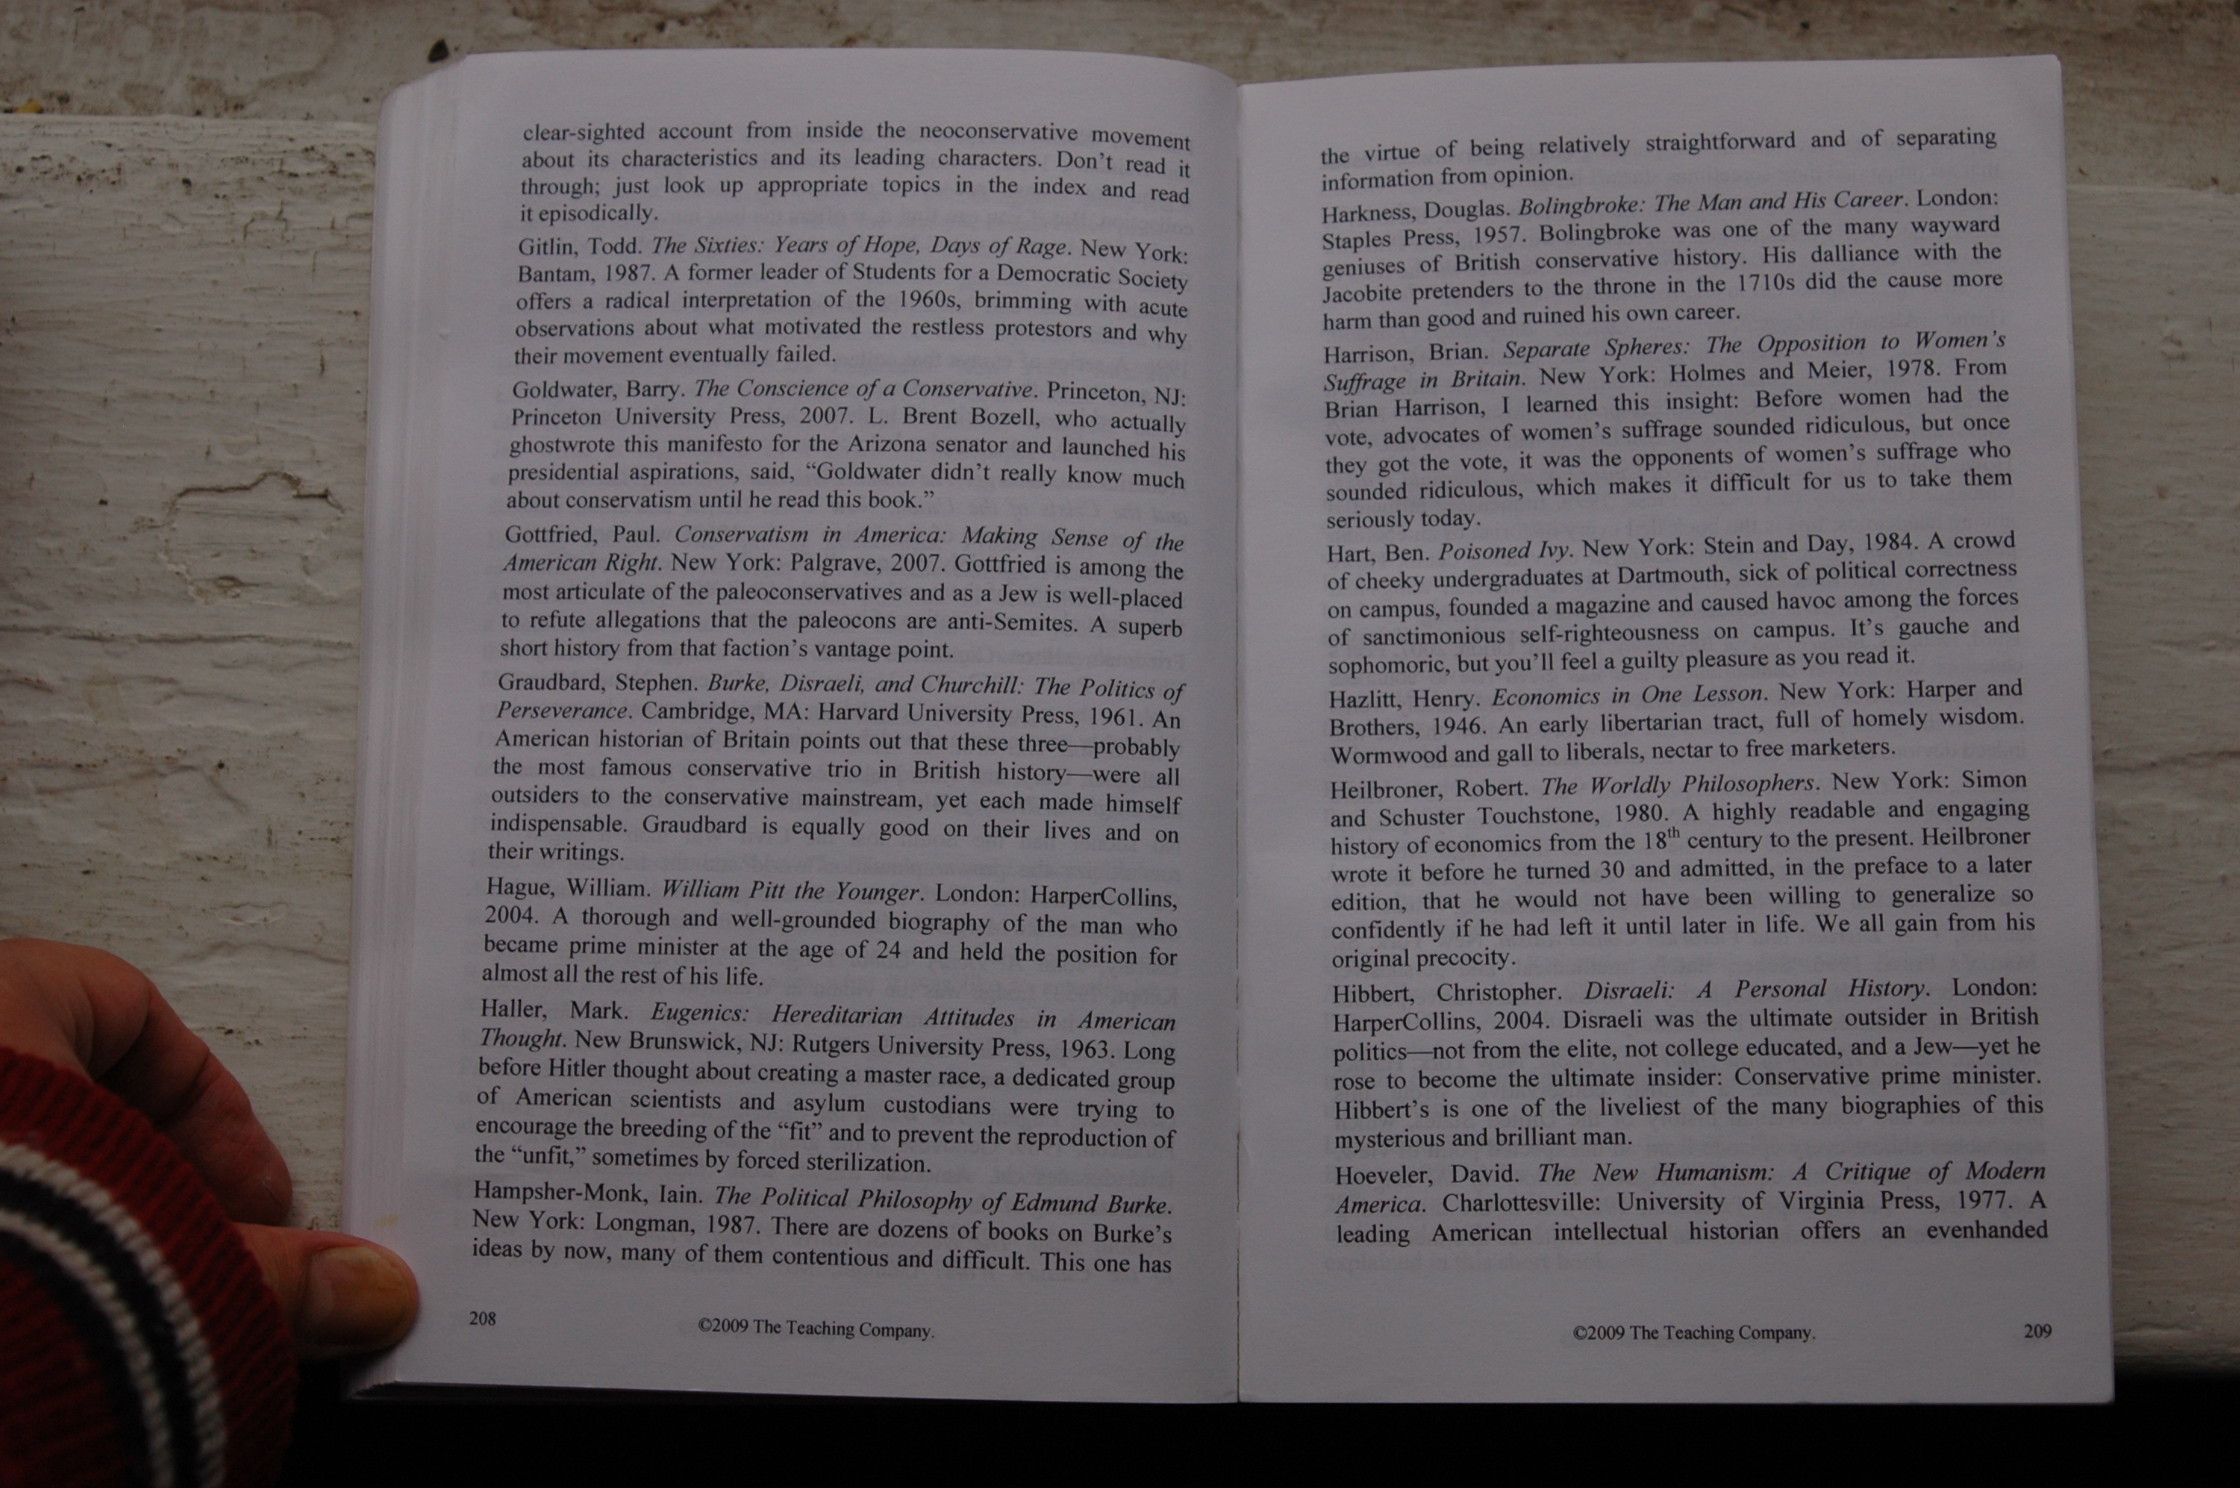 clear-sighted account from inside the neoconservative movement
about its characteristics and its leading characters. Don't read it
through; just look up appropriate topics in the index and read
it episodically.
Gitlin, Todd. The Sixties: Years of Hope, Days of Rage. New York:
Bantam, 1987. A former leader of Students for a Democratic Society
offers a radical interpretation of the 1960s, brimming with acute
observations about what motivated the restless protestors and why
their movement eventually failed.
Goldwater, Barry. The Conscience of a Conservative. Princeton, NJ:
Princeton University Press, 2007. L. Brent Bozell, who actually
ghostwrote this manifesto for the Arizona senator and launched his
presidential aspirations, said, “Goldwater didn't really know much
about conservatism until he read this book.”
Gottfried, Paul. Conservatism in America: Making Sense of the
American Right. New York: Palgrave, 2007. Gottfried is among the
most articulate of the paleoconservatives and as a Jew is well-placed
to refute allegations that the paleocons are anti-Semites. A superb
short history from that faction's vantage point.
Graudbard, Stephen. Burke, Disraeli, and Churchill: The Politics of
Perseverance. Cambridge, MA: Harvard University Press, 1961. An
American historian of Britain points out that these three—probably
the most famous conservative trio in British history—were all
outsiders to the conservative mainstream, yet each made himself
indispensable. Graudbard is equally good on their lives and on
their writings.
Hague, William. William Pitt the Younger. London: HarperCollins,
2004. A thorough and well-grounded biography of the man who
became prime minister at the age of 24 and held the position for
almost all the rest of his life.
Haller, Mark. Eugenics: Hereditarian Attitudes in American
Thought. New Brunswick, NJ: Rutgers University Press, 1963. Long
before Hitler thought about creating a master race, a dedicated group
of American scientists and asylum custodians were trying to
encourage the breeding of the “fit” and to prevent the reproduction of
the “unfit,” sometimes by forced sterilization.
Hampsher-Monk, Iain. The Political Philosophy of Edmund Burke.
New York: Longman, 1987. There are dozens of books on Burke's
ideas by now, many of them contentious and difficult. This one has
208
©2009 The Teaching Company.
the virtue of being relatively straightforward and of separating
information from opinion.
Harkness, Douglas. Bolingbroke: The Man and His Career. London:
Staples Press, 1957. Bolingbroke was one of the many wayward
geniuses of British conservative history. His dalliance with the
Jacobite pretenders to the throne in the 1710s did the cause more
harm than good and ruined his own career.
Harrison, Brian. Separate Spheres: The Opposition to Women's
Suffrage in Britain. New York: Holmes and Meier, 1978. From
Brian Harrison, I learned this insight: Before women had the
vote, advocates of women's suffrage sounded ridiculous, but once
they got the vote, it was the opponents of women's suffrage who
sounded ridiculous, which makes it difficult for us to take them
seriously today.
Hart, Ben. Poisoned Ivy. New York: Stein and Day, 1984. A crowd
of cheeky undergraduates at Dartmouth, sick of political correctness
on campus, founded a magazine and caused havoc among the forces
of sanctimonious self-righteousness on campus. It's gauche and
sophomoric, but you'll feel a guilty pleasure as you read it.
Hazlitt, Henry. Economics in One Lesson. New York: Harper and
Brothers, 1946. An early libertarian tract, full of homely wisdom.
Wormwood and gall to liberals, nectar to free marketers.
Heilbroner, Robert. The Worldly Philosophers. New York: Simon
and Schuster Touchstone, 1980. A highly readable and engaging
history of economics from the 18th century to the present. Heilbroner
wrote it before he turned 30 and admitted, in the preface to a later
edition, that he would not have been willing to generalize so
confidently if he had left it until later in life. We all gain from his
original precocity.
Hibbert, Christopher. Disraeli: A Personal History. London:
HarperCollins, 2004. Disraeli was the ultimate outsider in British
politics—not from the elite, not college educated, and a Jew—yet he
rose to become the ultimate insider: Conservative prime minister.
Hibbert's is one of the liveliest of the many biographies of this
mysterious and brilliant man.
Hoeveler, David. The New Humanism: A Critique of Modern
America. Charlottesville: University of Virginia Press, 1977. A
leading American intellectual historian offers an evenhanded
©2009 The Teaching Company.
209